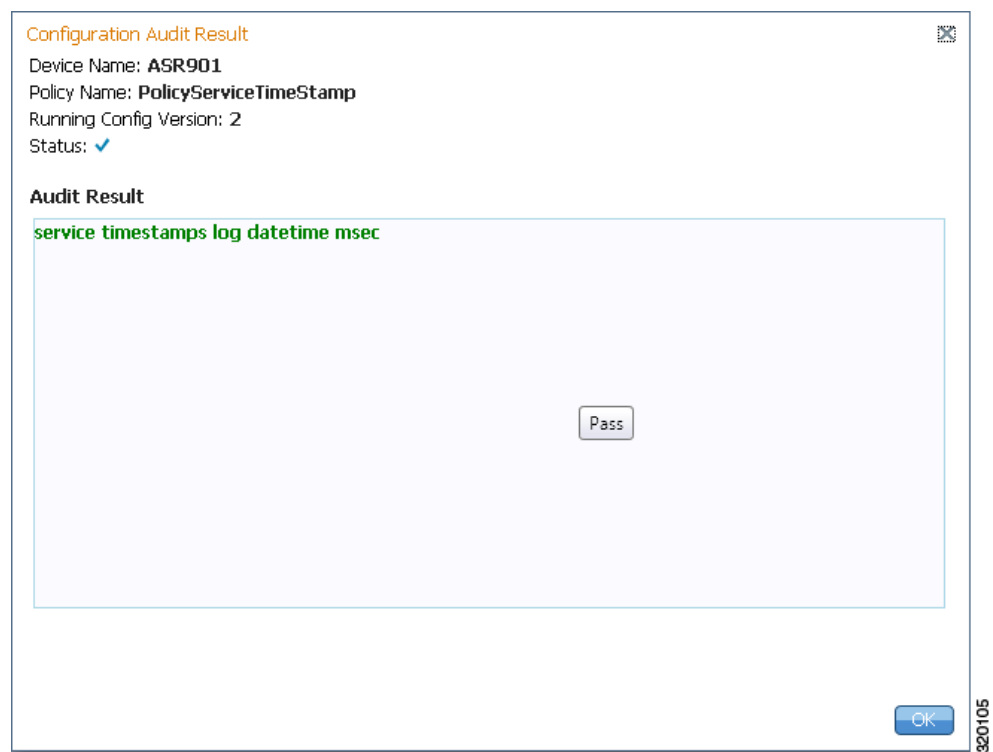 Configuration Audit Result
Device Name: ASR901
Policy Name: PolicyServiceTimeStamp
Running Config Version: 2
Status:
Audit Result
service timestamps log datetime msec
Pass
OK
320105